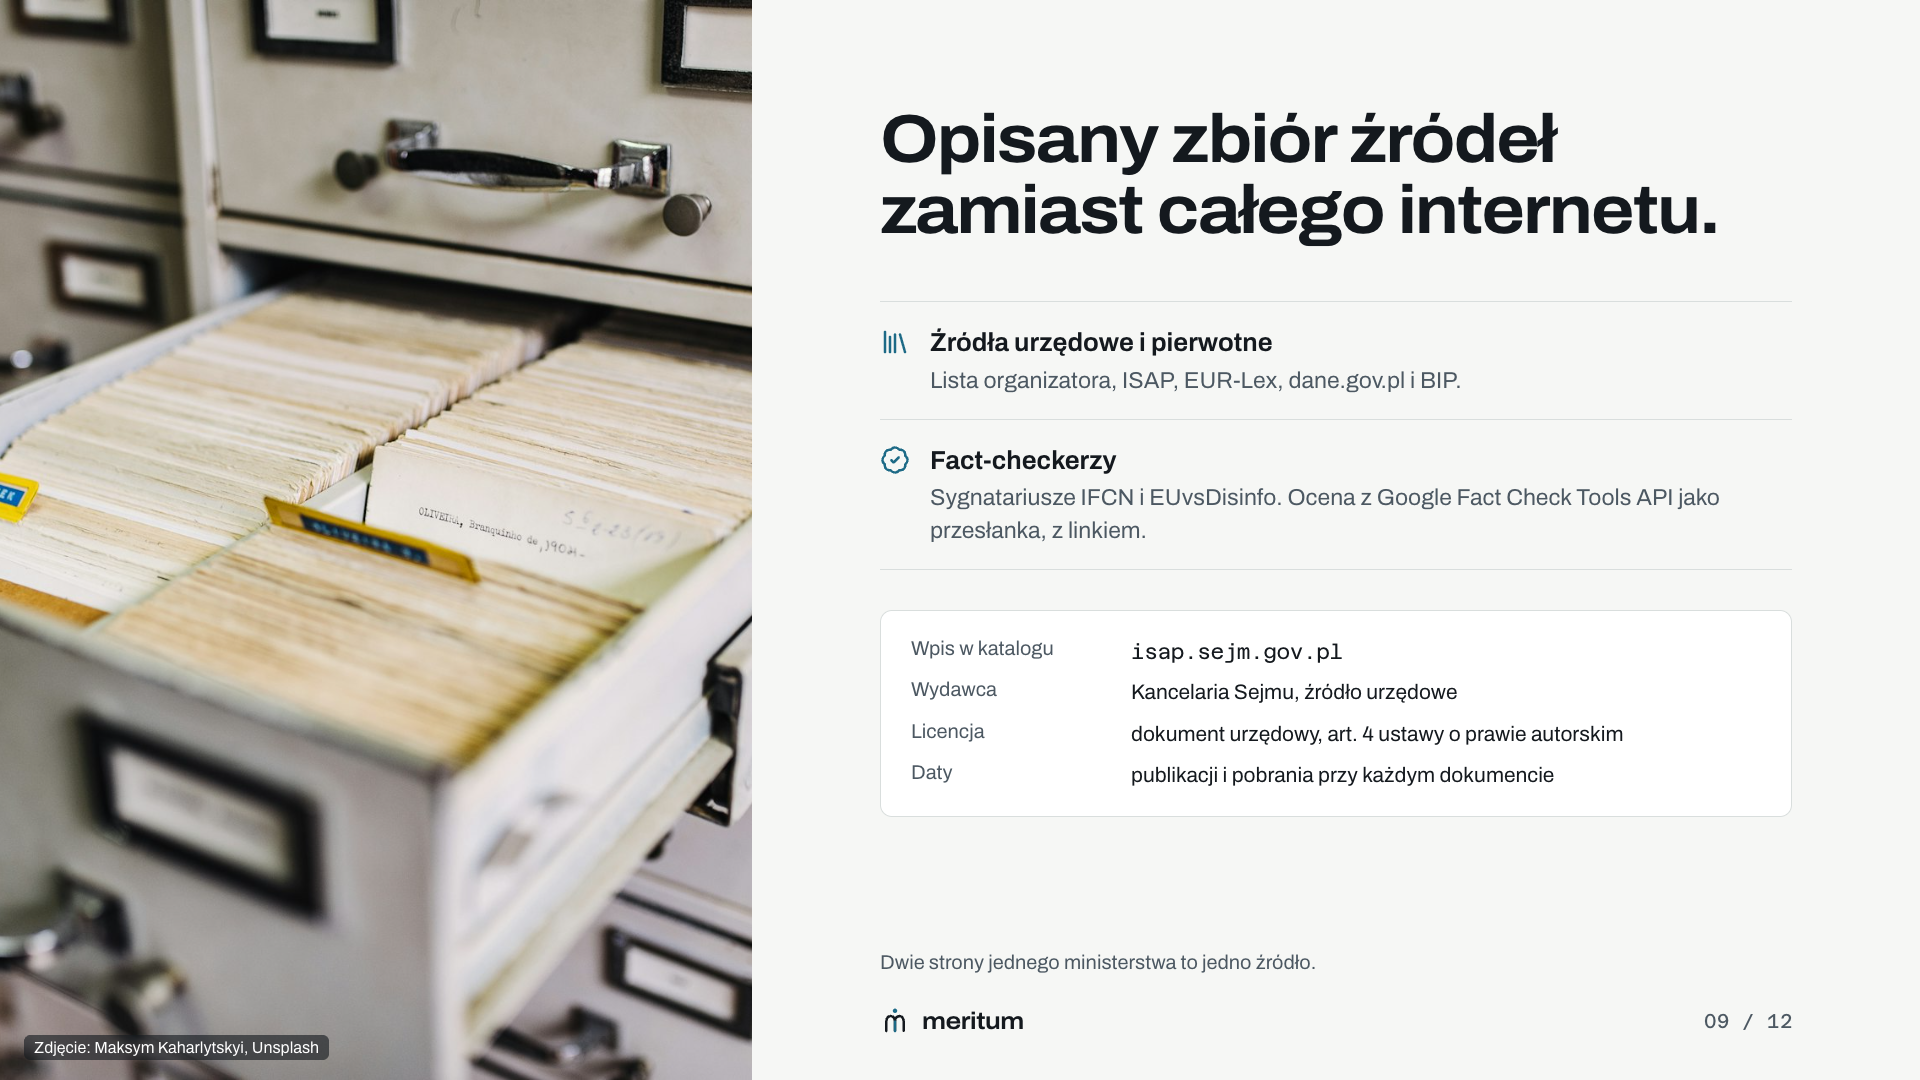 Opisany zbiór źródeł
zamiast całego internetu.
Źródła urzędowe i pierwotne
Lista organizatora, ISAP, EUR-Lex, dane.gov.pl i BIP.
Fact-checkerzy
Sygnatariusze IFCN i EUvsDisinfo. Ocena z Google Fact Check Tools API jako
przesłanka, z linkiem.
Wpis w katalogu isap.sejm.gov.pl
Wydawca Kancelaria Sejmu, źródło urzędowe
Licencja dokument urzędowy, art. 4 ustawy o prawie autorskim
Daty publikacji i pobrania przy każdym dokumencie
Dwie strony jednego ministerstwa to jedno źródło.
meritum
09 / 12
OLIVEIRA, Branquinho de, 1904-
Zdjęcie: Maksym Kaharlytskyi, Unsplash